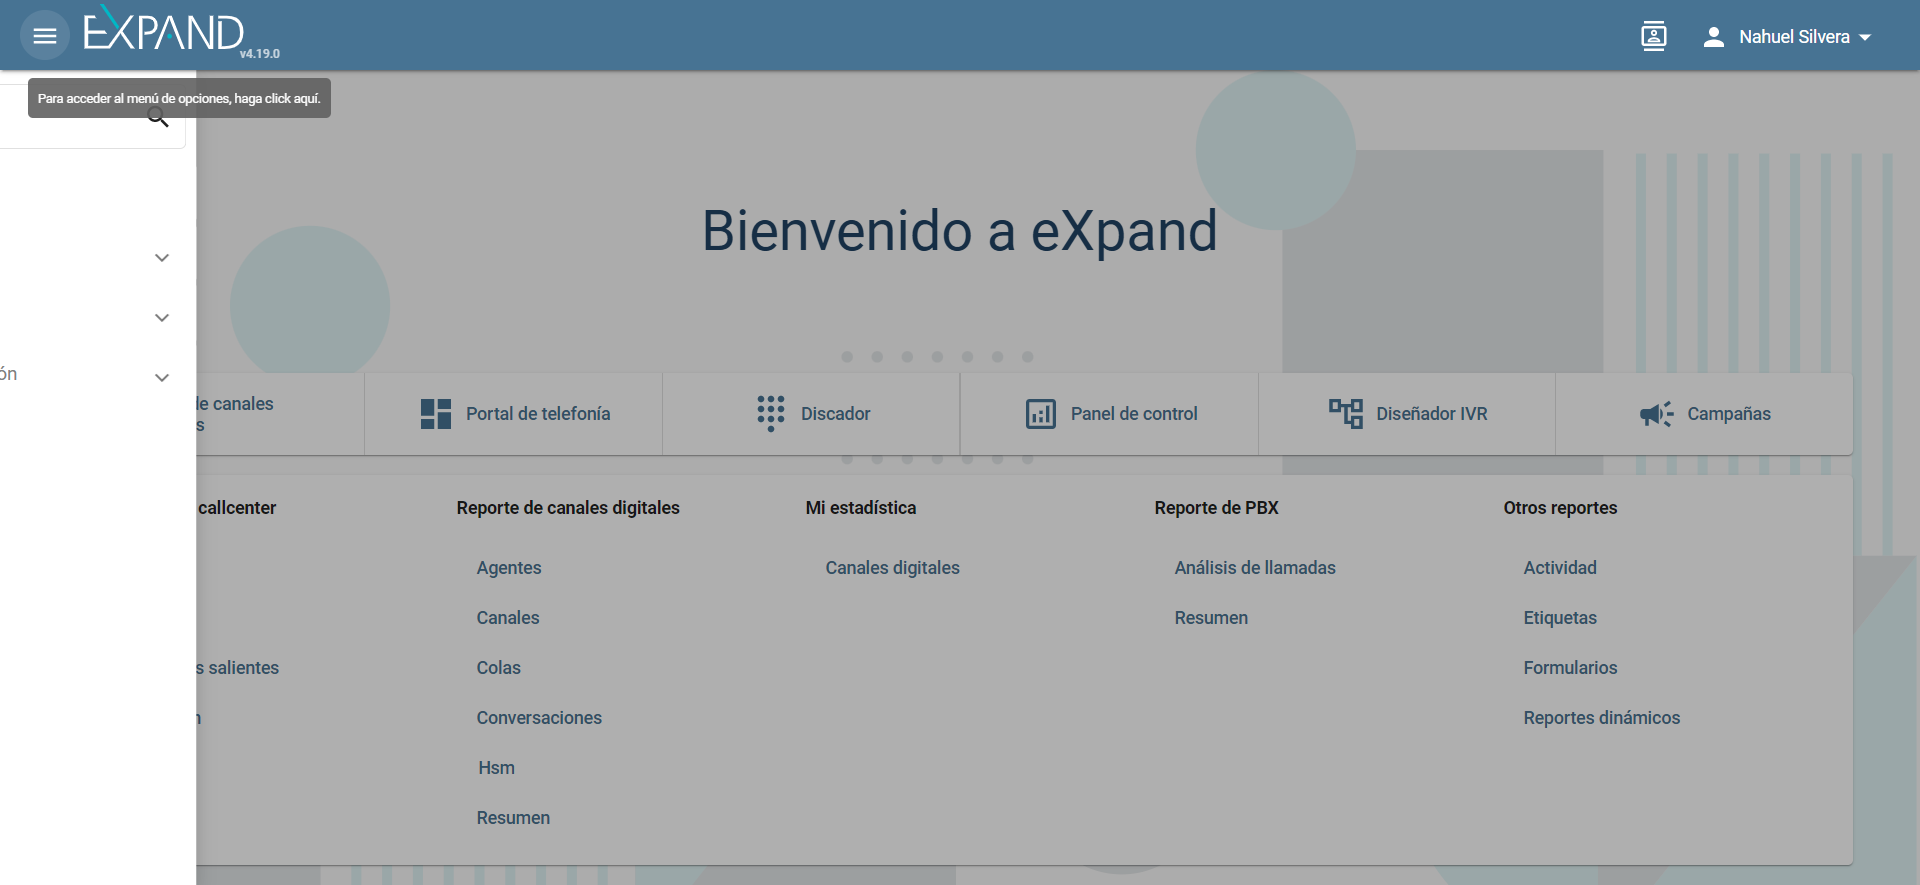 EXPAND
v4.19.0
Nahuel Silvera
Para acceder al menú de opciones, haga click aquí.
Bienvenido a eXpand
ón
de canales
s
Portal de telefonía
Discador
Panel de control
Diseñador IVR
Campañas
callcenter
Reporte de canales digitales
Mi estadística
Reporte de PBX
Otros reportes
Agentes
Canales digitales
Análisis de llamadas
Actividad
Canales
Resumen
Etiquetas
s salientes
Colas
Formularios
n
Conversaciones
Reportes dinámicos
Hsm
Resumen